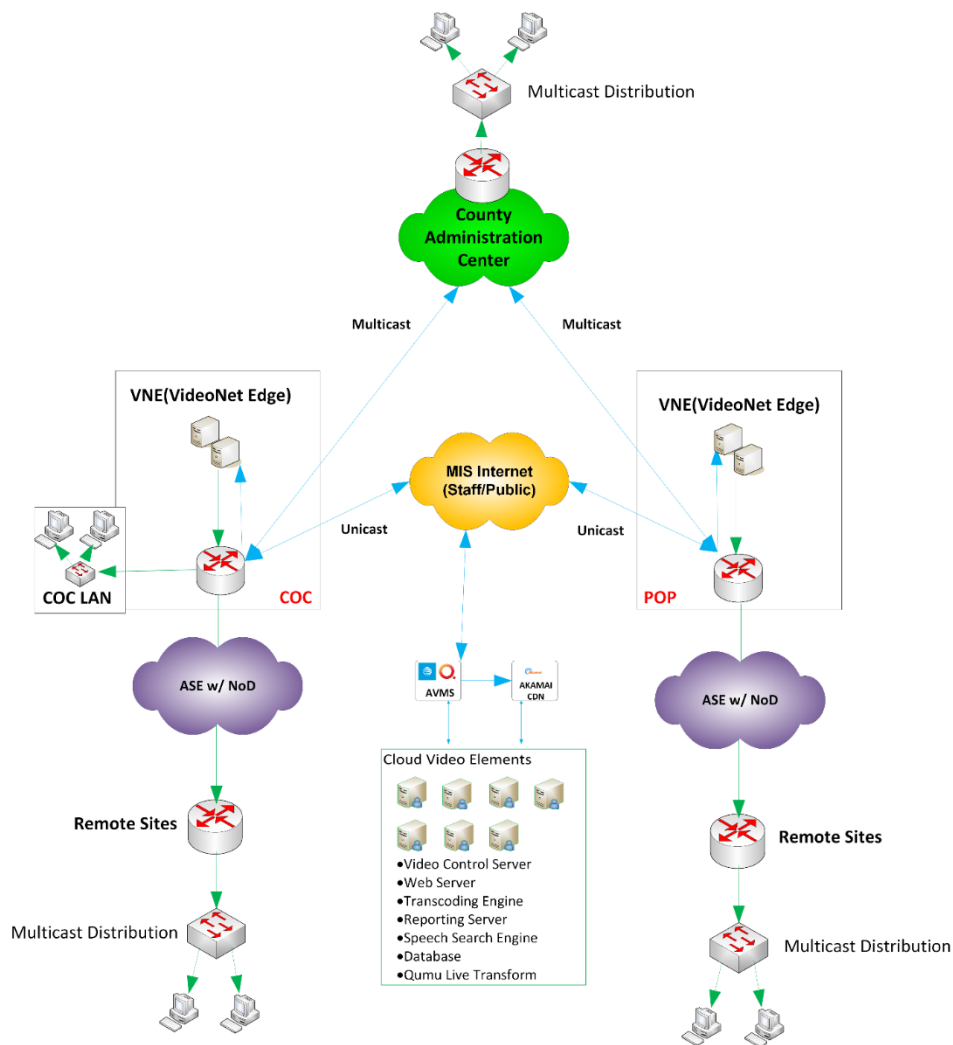 Multicast Distribution
County
Administration
Center
Multicast
Multicast
VNE(VideoNet Edge)
VNE(VideoNet Edge)
MIS Internet
(Staff/Public)
Unicast
Unicast
COC LAN
COC
POP
ASE w/ NoD
ASE w/ NoD
AVMS
AKAMAI
CDN
Cloud Video Elements
Remote Sites
Remote Sites
●Video Control Server
●Web Server
●Transcoding Engine
●Reporting Server
●Speech Search Engine
●Database
●Qumu Live Transform
Multicast Distribution
Multicast Distribution